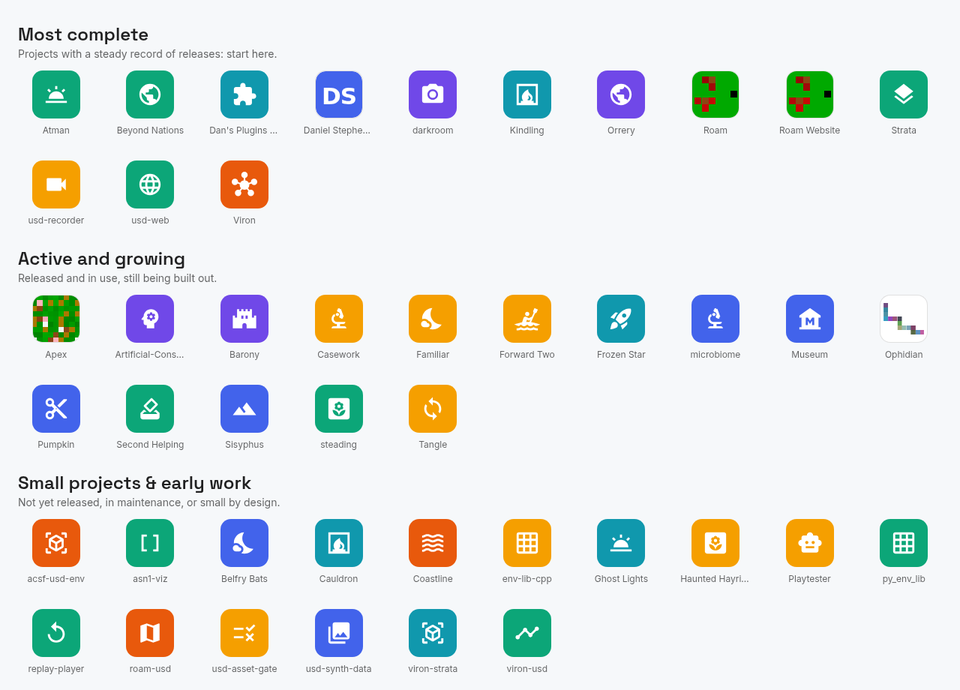 Most complete
Projects with a steady record of releases: start here.
DS
Atman Beyond Nations Dan's Plugins ... Daniel Stephe... darkroom Kindling Orrery Roam Roam Website Strata
usd-recorder usd-web Viron
Active and growing
Released and in use, still being built out.
M
Apex Artificial-Cons... Barony Casework Familiar Forward Two Frozen Star microbiome Museum Ophidian
Pumpkin Second Helping Sisyphus steading Tangle
Small projects & early work
Not yet released, in maintenance, or small by design.
acsf-usd-env asn1-viz Belfry Bats Cauldron Coastline env-lib-cpp Ghost Lights Haunted Hayri... Playtester py_env_lib
replay-player roam-usd usd-asset-gate usd-synth-data viron-strata viron-usd